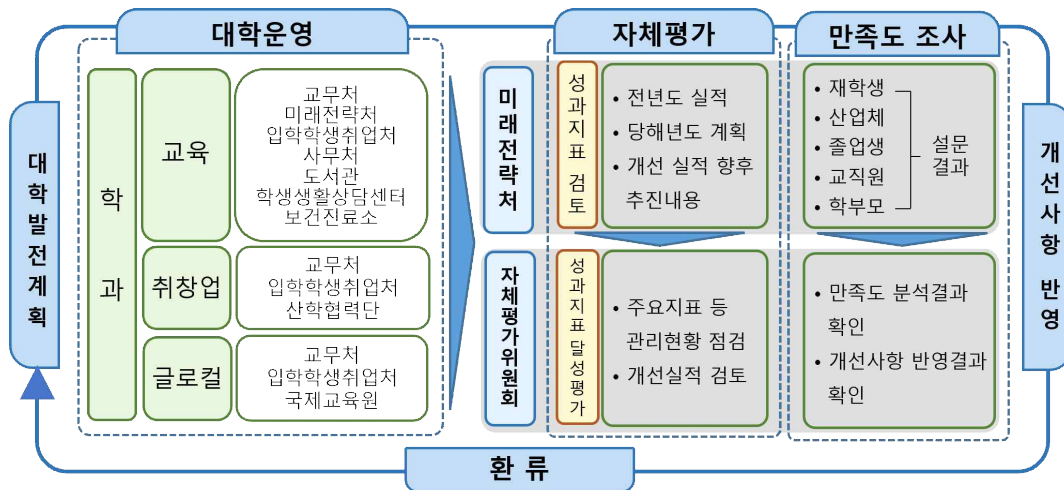 대학운영
자체평가
만족도 조사
대학발전계획
학과
교육
교무처
미래전략처
입학학생취업처
사무처
도서관
학생생활상담센터
보건진료소
취창업
교무처
입학학생취업처
산학협력단
글로컬
교무처
입학학생취업처
국제교육원
미래전략처
성과지표 검토
• 전년도 실적
• 당해년도 계획
• 개선 실적 향후
추진내용
• 재학생
• 산업체
• 졸업생
• 교직원
• 학부모
설문
결과
자체평가위원회
성과지표 달성평가
• 주요지표 등
관리현황 점검
• 개선실적 검토
• 만족도 분석결과
확인
• 개선사항 반영결과
확인
개선사항 반영
환 류